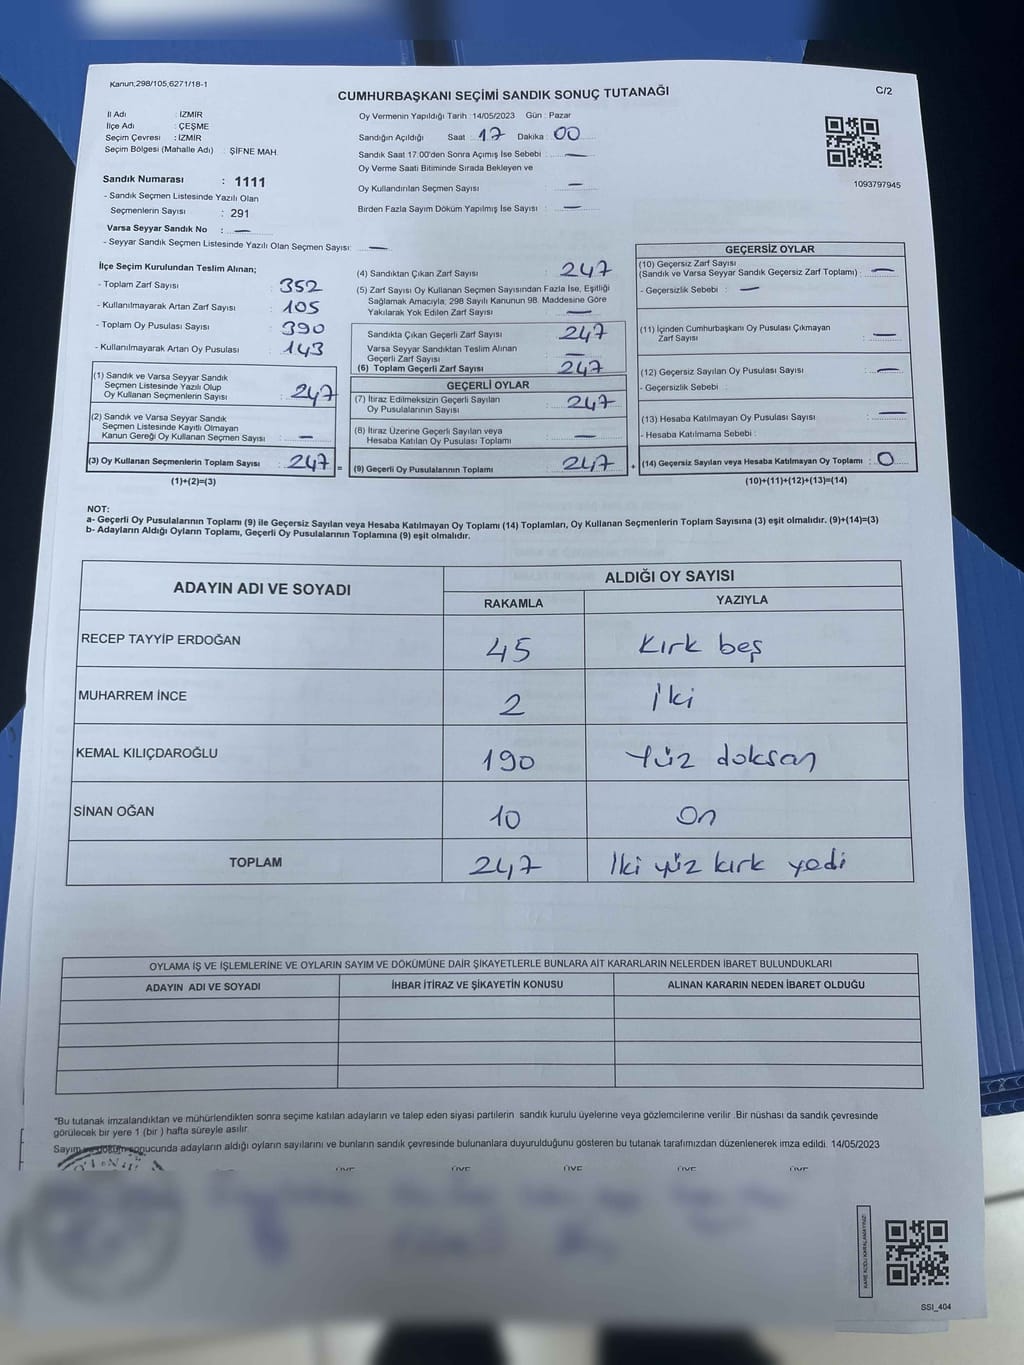 Kanun;298/105,6271/18-1
CUMHURBAŞKANI SEÇİMİ SANDIK SONUÇ TUTANAĞI
C/2
İl Adı : İZMİR
İlçe Adı : ÇEŞME
Seçim Çevresi : İZMİR
Seçim Bölgesi (Mahalle Adı) : ŞİFNE MAH.
Oy Vermenin Yapıldığı Tarih :14/05/2023 Gün : Pazar
Sandığın Açıldığı Saat : 17 Dakika : 00
Sandık Saat 17:00'den Sonra Açımış İse Sebebi : —
Oy Verme Saati Bitiminde Sırada Bekleyen ve
Oy Kullandırılan Seçmen Sayısı : —
Birden Fazla Sayım Döküm Yapılmış İse Sayısı : —
1093797945
Sandık Numarası : 1111
- Sandık Seçmen Listesinde Yazılı Olan
Seçmenlerin Sayısı : 291
Varsa Seyyar Sandık No : —
- Seyyar Sandık Seçmen Listesinde Yazılı Olan Seçmen Sayısı: —
İlçe Seçim Kurulundan Teslim Alınan;
- Toplam Zarf Sayısı : 352
- Kullanılmayarak Artan Zarf Sayısı : 105
- Toplam Oy Pusulası Sayısı : 390
- Kullanılmayarak Artan Oy Pusulası : 143
(1) Sandık ve Varsa Seyyar Sandık
Seçmen Listesinde Yazılı Olup
Oy Kullanan Seçmenlerin Sayısı : 247
(2) Sandık ve Varsa Seyyar Sandık
Seçmen Listesinde Kayıtlı Olmayan
Kanun Gereği Oy Kullanan Seçmen Sayısı : —
(3) Oy Kullanan Seçmenlerin Toplam Sayısı : 247 =
(1)+(2)=(3)
(4) Sandıktan Çıkan Zarf Sayısı : 247
(5) Zarf Sayısı Oy Kullanan Seçmen Sayısından Fazla İse, Eşitliği
Sağlamak Amacıyla, 298 Sayılı Kanunun 98. Maddesine Göre
Yakılarak Yok Edilen Zarf Sayısı : —
Sandıkta Çıkan Geçerli Zarf Sayısı : 247
Varsa Seyyar Sandıktan Teslim Alınan
Geçerli Zarf Sayısı : —
(6) Toplam Geçerli Zarf Sayısı : 247
GEÇERLİ OYLAR
(7) İtiraz Edilmeksizin Geçerli Sayılan
Oy Pusulalarının Sayısı : 247
(8) İtiraz Üzerine Geçerli Sayılan veya
Hesaba Katılan Oy Pusulası Toplamı : —
(9) Geçerli Oy Pusulalarının Toplamı : 247 +
GEÇERSİZ OYLAR
(10) Geçersiz Zarf Sayısı
(Sandık ve Varsa Seyyar Sandık Geçersiz Zarf Toplamı) : —
- Geçersizlik Sebebi : —
(11) İçinden Cumhurbaşkanı Oy Pusulası Çıkmayan
Zarf Sayısı : —
(12) Geçersiz Sayılan Oy Pusulası Sayısı : —
- Geçersizlik Sebebi :
(13) Hesaba Katılmayan Oy Pusulası Sayısı : —
- Hesaba Katılmama Sebebi :
(14) Geçersiz Sayılan veya Hesaba Katılmayan Oy Toplamı : 0
(10)+(11)+(12)+(13)=(14)
NOT:
a- Geçerli Oy Pusulalarının Toplamı (9) ile Geçersiz Sayılan veya Hesaba Katılmayan Oy Toplamı (14) Toplamları, Oy Kullanan Seçmenlerin Toplam Sayısına (3) eşit olmalıdır. (9)+(14)=(3)
b- Adayların Aldığı Oyların Toplamı, Geçerli Oy Pusulalarının Toplamına (9) eşit olmalıdır.
ADAYIN ADI VE SOYADI ALDIĞI OY SAYISI
RAKAMLA YAZIYLA
RECEP TAYYİP ERDOĞAN 45 Kırk beş
MUHARREM İNCE 2 İki
KEMAL KILIÇDAROĞLU 190 Yüz doksan
SİNAN OĞAN 10 On
TOPLAM 247 İki yüz kırk yedi
OYLAMA İŞ VE İŞLEMLERİNE VE OYLARIN SAYIM VE DÖKÜMÜNE DAİR ŞİKAYETLERLE BUNLARA AİT KARARLARIN NELERDEN İBARET BULUNDUKLARI
ADAYIN ADI VE SOYADI İHBAR İTİRAZ VE ŞİKAYETİN KONUSU ALINAN KARARIN NEDEN İBARET OLDUĞU
"Bu tutanak imzalandıktan ve mühürlendikten sonra seçime katılan adayların ve talep eden siyasi partilerin sandık kurulu üyelerine veya gözlemcilerine verilir .Bir nüshası da sandık çevresinde
görülecek bir yere 1 (bir ) hafta süreyle asılır.
Sayım ve döküm sonucunda adayların aldığı oyların sayılarını ve bunların sandık çevresinde bulunanlara duyurulduğunu gösteren bu tutanak tarafımızdan düzenlenerek imza edildi. 14/05/2023
ÜYE ÜYE ÜYE ÜYE ÜYE
KARE KODU KARALAMAYINIZ!
SSI_404